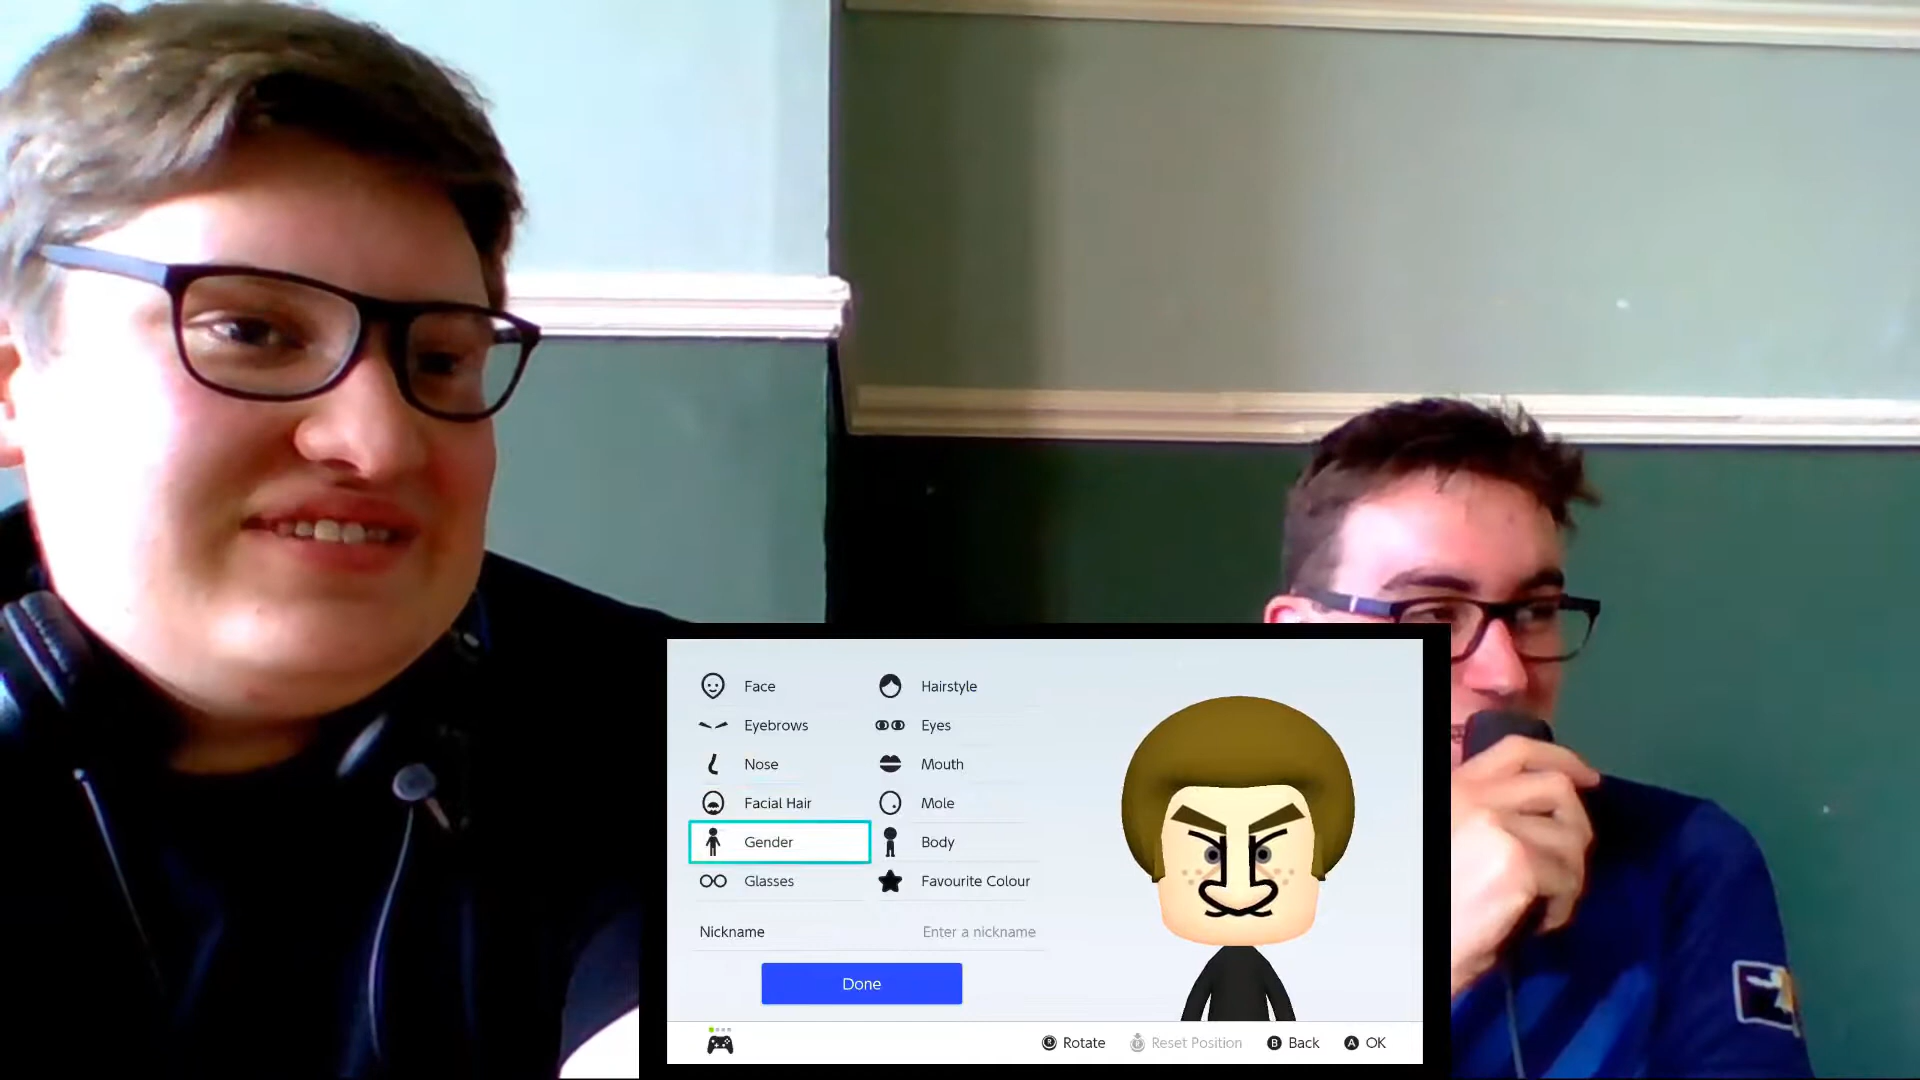 Face
Hairstyle
Eyebrows
Eyes
Nose
Mouth
Facial Hair
Mole
Gender
Body
Glasses
Favourite Colour
Nickname
Enter a nickname
Done
Rotate
Reset Position
B Back
A OK